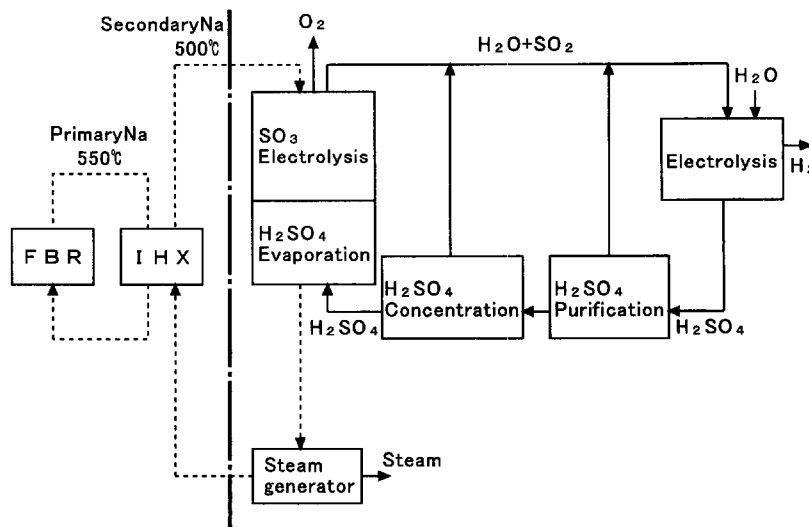 SecondaryNa
500℃
O₂
H₂O+SO₂
H₂O
PrimaryNa
550℃
SO₃
Electrolysis
Electrolysis
H₂
FBR
IHX
H₂SO₄
Evaporation
H₂SO₄
Concentration
H₂SO₄
Purification
H₂SO₄
H₂SO₄
Steam
generator
Steam